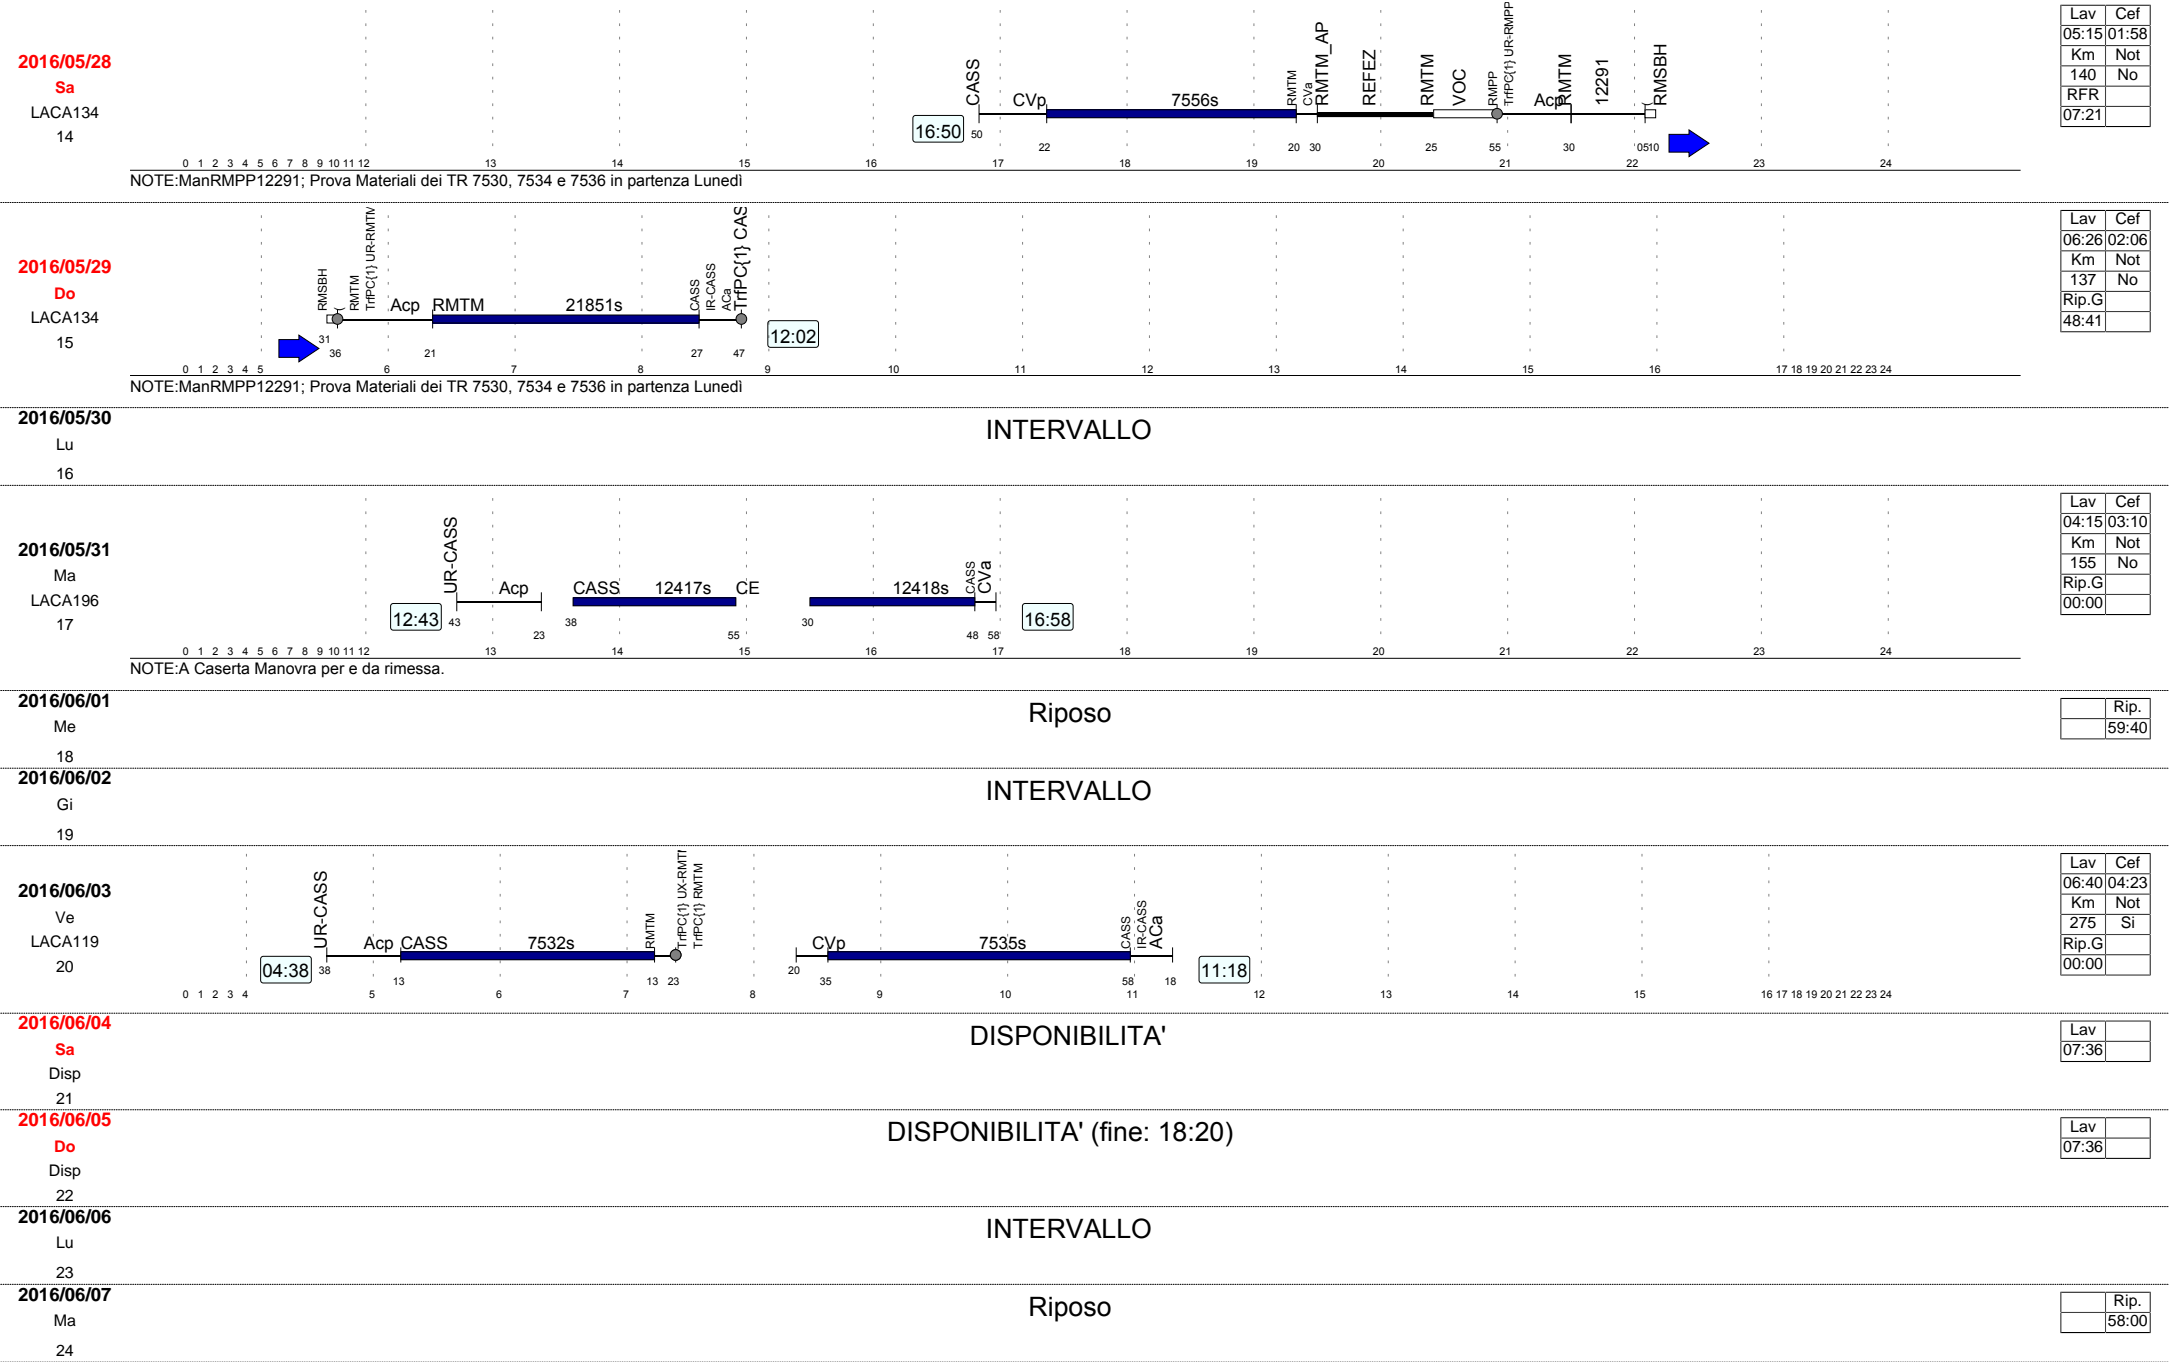 2016/05/28
Sa
LACA134
14
16:50
CASS CVp 7556s RMTM CVa RMTM_AP REFEZ RMTM VOC RMPP TrfPC{1} UR-RMPP Acp RMTM 12291 RMSBH
50 22 20 30 25 55 30 0510
0 1 2 3 4 5 6 7 8 9 10 11 12 13 14 15 16 17 18 19 20 21 22 23 24
NOTE:ManRMPP12291; Prova Materiali dei TR 7530, 7534 e 7536 in partenza Lunedì
Lav Cef
05:15 01:58
Km Not
140 No
RFR
07:21
2016/05/29
Do
LACA134
15
RMSBH RMTM TrfPC{1} UR-RMTM Acp RMTM 21851s CASS IR-CASS ACa TrfPC{1} CAS
31 36 21 27 47
12:02
0 1 2 3 4 5 6 7 8 9 10 11 12 13 14 15 16 17 18 19 20 21 22 23 24
NOTE:ManRMPP12291; Prova Materiali dei TR 7530, 7534 e 7536 in partenza Lunedì
Lav Cef
06:26 02:06
Km Not
137 No
Rip.G
48:41
2016/05/30
Lu
16
INTERVALLO
2016/05/31
Ma
LACA196
17
12:43
UR-CASS Acp CASS 12417s CE 12418s CASS CVa
43 23 38 55 30 48 58
16:58
0 1 2 3 4 5 6 7 8 9 10 11 12 13 14 15 16 17 18 19 20 21 22 23 24
NOTE:A Caserta Manovra per e da rimessa.
Lav Cef
04:15 03:10
Km Not
155 No
Rip.G
00:00
2016/06/01
Me
18
Riposo
Rip.
59:40
2016/06/02
Gi
19
INTERVALLO
2016/06/03
Ve
LACA119
20
04:38
UR-CASS Acp CASS 7532s RMTM TrfPC{1} UX-RMTM TrfPC{1} RMTM CVp 7535s CASS IR-CASS ACa
38 13 13 23 20 35 58 18
11:18
0 1 2 3 4 5 6 7 8 9 10 11 12 13 14 15 16 17 18 19 20 21 22 23 24
Lav Cef
06:40 04:23
Km Not
275 Si
Rip.G
00:00
2016/06/04
Sa
Disp
21
DISPONIBILITA'
Lav
07:36
2016/06/05
Do
Disp
22
DISPONIBILITA' (fine: 18:20)
Lav
07:36
2016/06/06
Lu
23
INTERVALLO
2016/06/07
Ma
24
Riposo
Rip.
58:00